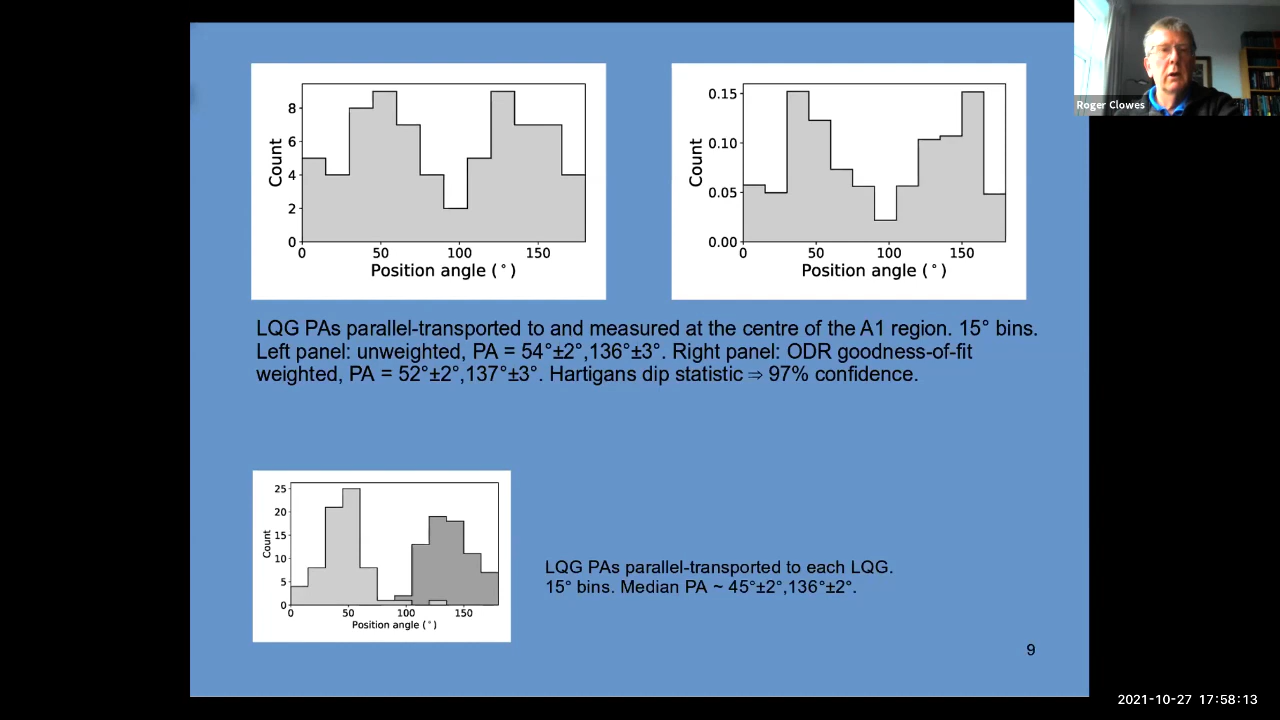 Roger Clowes
8
6
4
2
0
Count
0 50 100 150
Position angle (°)
0.15
0.10
0.05
0.00
Count
0 50 100 150
Position angle (°)
LQG PAs parallel-transported to and measured at the centre of the A1 region. 15° bins.
Left panel: unweighted, PA = 54°±2°,136°±3°. Right panel: ODR goodness-of-fit
weighted, PA = 52°±2°,137°±3°. Hartigans dip statistic ⇒ 97% confidence.
25
20
15
10
5
0
Count
0 50 100 150
Position angle (°)
LQG PAs parallel-transported to each LQG.
15° bins. Median PA ~ 45°±2°,136°±2°.
9
2021-10-27 17:58:13